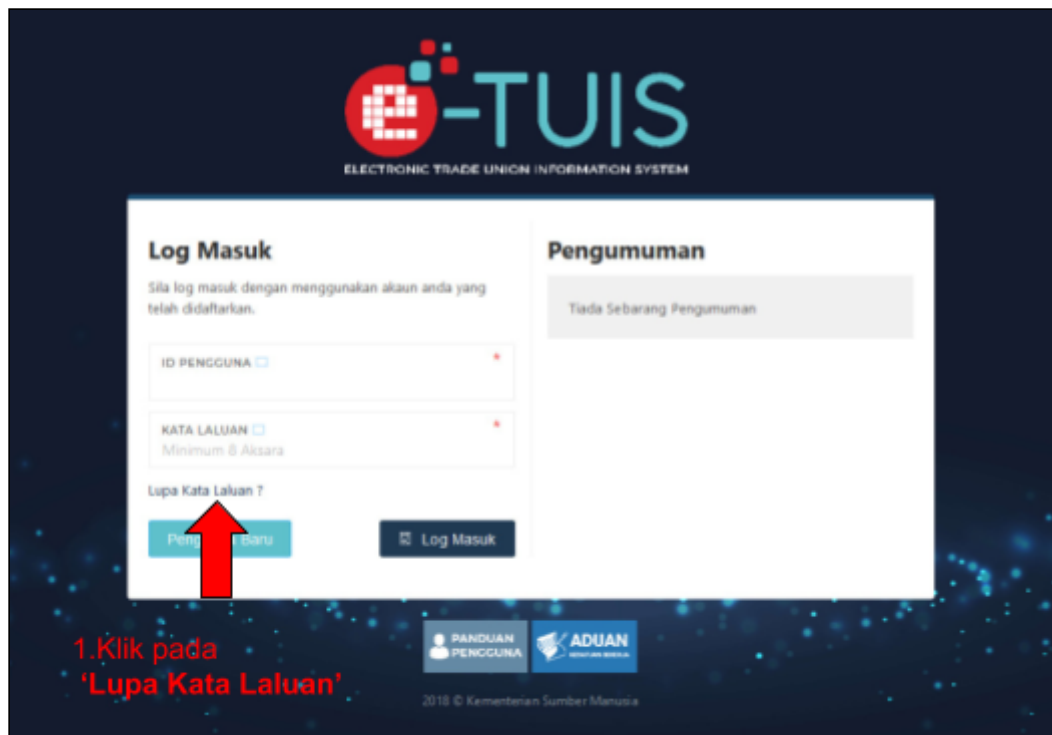 e-TUIS
ELECTRONIC TRADE UNION INFORMATION SYSTEM
Log Masuk
Sila log masuk dengan menggunakan akaun anda yang
telah didaftarkan.
ID PENGGUNA *
KATA LALUAN *
Minimum 8 Aksara
Lupa Kata Laluan ?
Baru
Log Masuk
Pengumuman
Tiada Sebarang Pengumuman
1.Klik pada
‘Lupa Kata Laluan’
PANDUAN
PENGGUNA
ADUAN
2018 © Kementerian Sumber Manusia